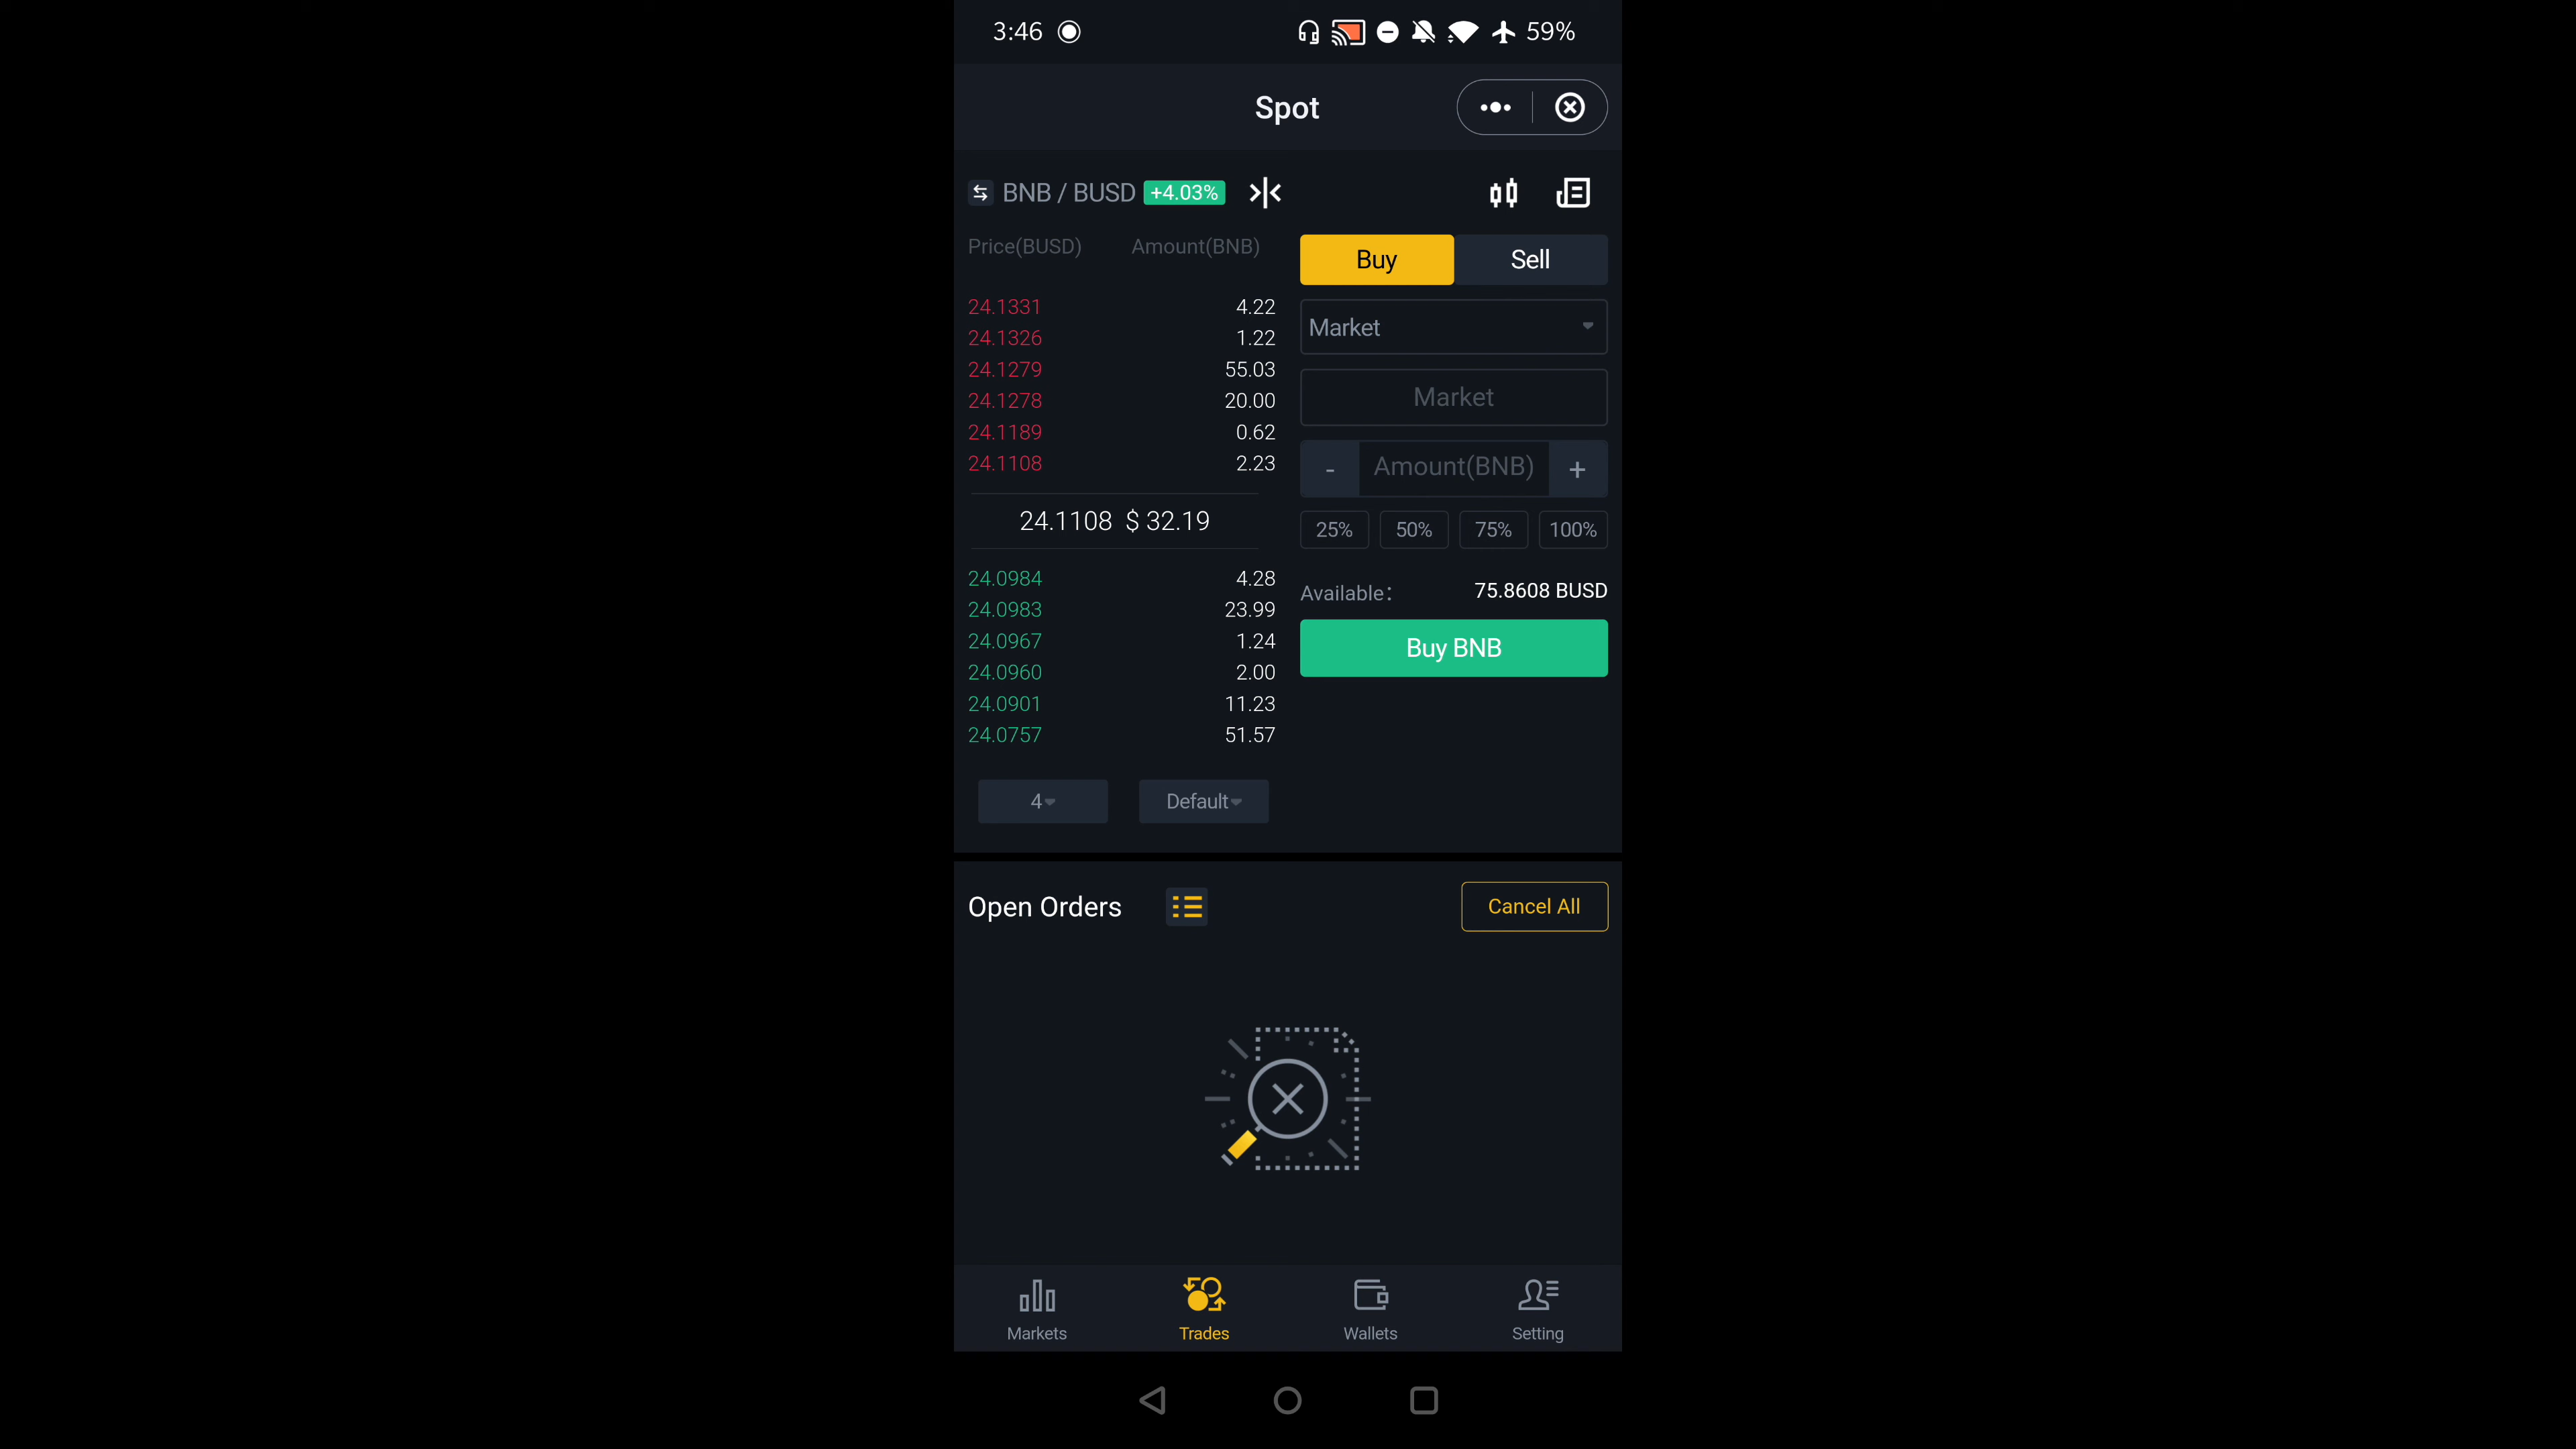 3:46 59%
Spot
BNB / BUSD +4.03%
Price(BUSD) Amount(BNB)
24.1331 4.22
24.1326 1.22
24.1279 55.03
24.1278 20.00
24.1189 0.62
24.1108 2.23
24.1108 $ 32.19
24.0984 4.28
24.0983 23.99
24.0967 1.24
24.0960 2.00
24.0901 11.23
24.0757 51.57
4 Default
Buy Sell
Market
Market
- Amount(BNB) +
25% 50% 75% 100%
Available: 75.8608 BUSD
Buy BNB
Open Orders Cancel All
Markets Trades Wallets Setting